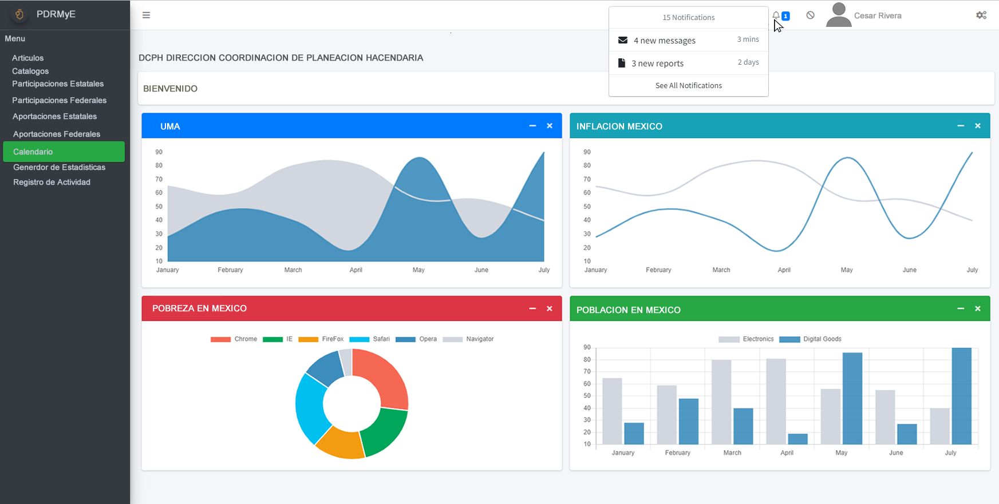 PDRMyE
Menu
Articulos
Catalogos
Participaciones Estatales
Participaciones Federales
Aportaciones Estatales
Aportaciones Federales
Calendario
Generdor de Estadisticas
Registro de Actividad
15 Notifications
4 new messages 3 mins
3 new reports 2 days
See All Notifications
1
Cesar Rivera
DCPH DIRECCION COORDINACION DE PLANEACION HACENDARIA
BIENVENIDO
UMA
90
80
70
60
50
40
30
20
10
January February March April May June July
INFLACION MEXICO
90
80
70
60
50
40
30
20
10
January February March April May June July
POBREZA EN MEXICO
Chrome IE FireFox Safari Opera Navigator
POBLACION EN MEXICO
Electronics Digital Goods
90
80
70
60
50
40
30
20
10
January February March April May June July